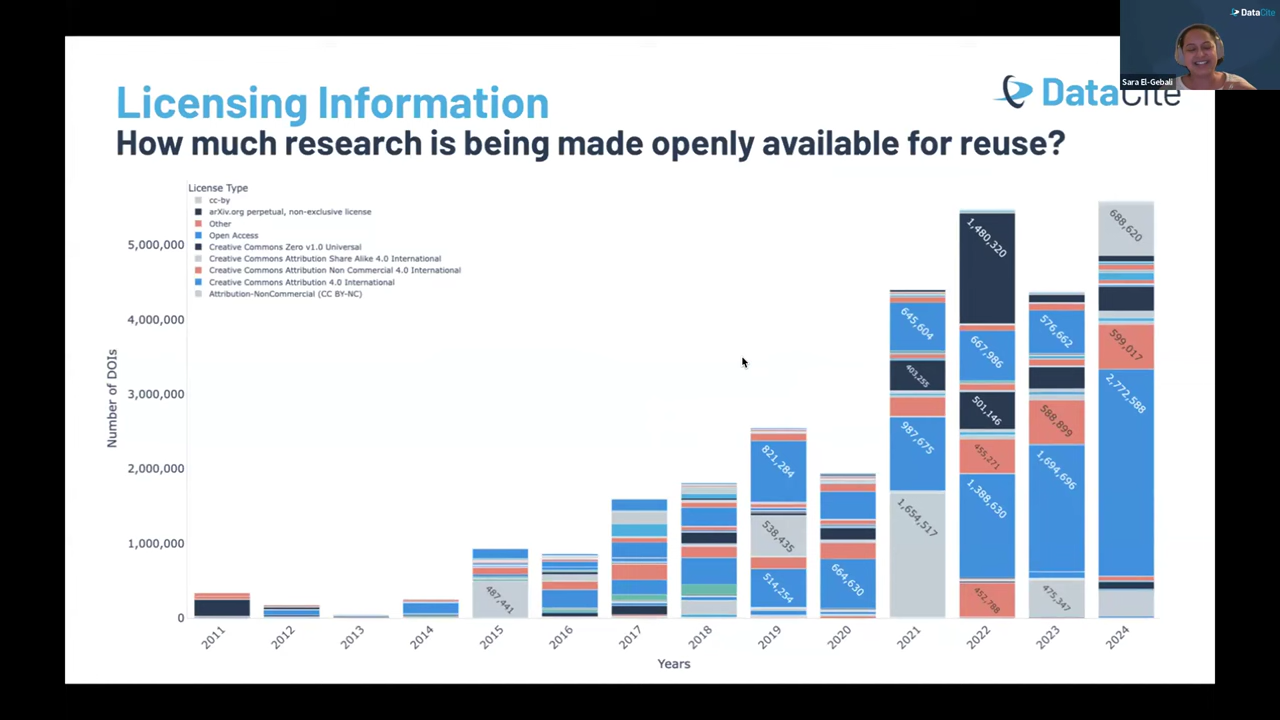 DataCite
Sara El-Gebali
Licensing Information
DataCite
How much research is being made openly available for reuse?
License Type
cc-by
arXiv.org perpetual, non-exclusive license
Other
Open Access
Creative Commons Zero v1.0 Universal
Creative Commons Attribution Share Alike 4.0 International
Creative Commons Attribution Non Commercial 4.0 International
Creative Commons Attribution 4.0 International
Attribution-NonCommercial (CC BY-NC)
Number of DOIs
5,000,000
4,000,000
3,000,000
2,000,000
1,000,000
0
487,441
821,284
538,435
514,254
664,630
645,604
403,255
987,675
1,654,517
1,480,320
667,986
501,146
455,271
1,388,630
452,788
576,662
588,899
1,694,696
475,347
688,620
599,017
2,772,588
2011
2012
2013
2014
2015
2016
2017
2018
2019
2020
2021
2022
2023
2024
Years